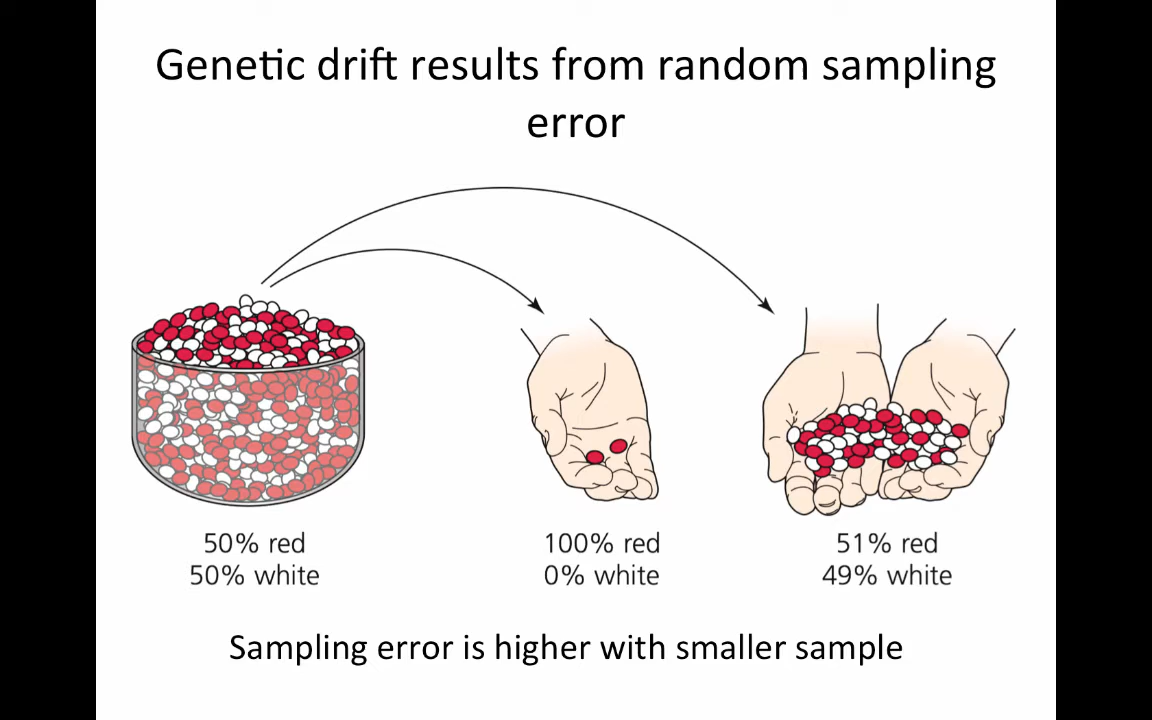 Genetic drift results from random sampling
error
50% red
50% white
100% red
0% white
51% red
49% white
Sampling error is higher with smaller sample